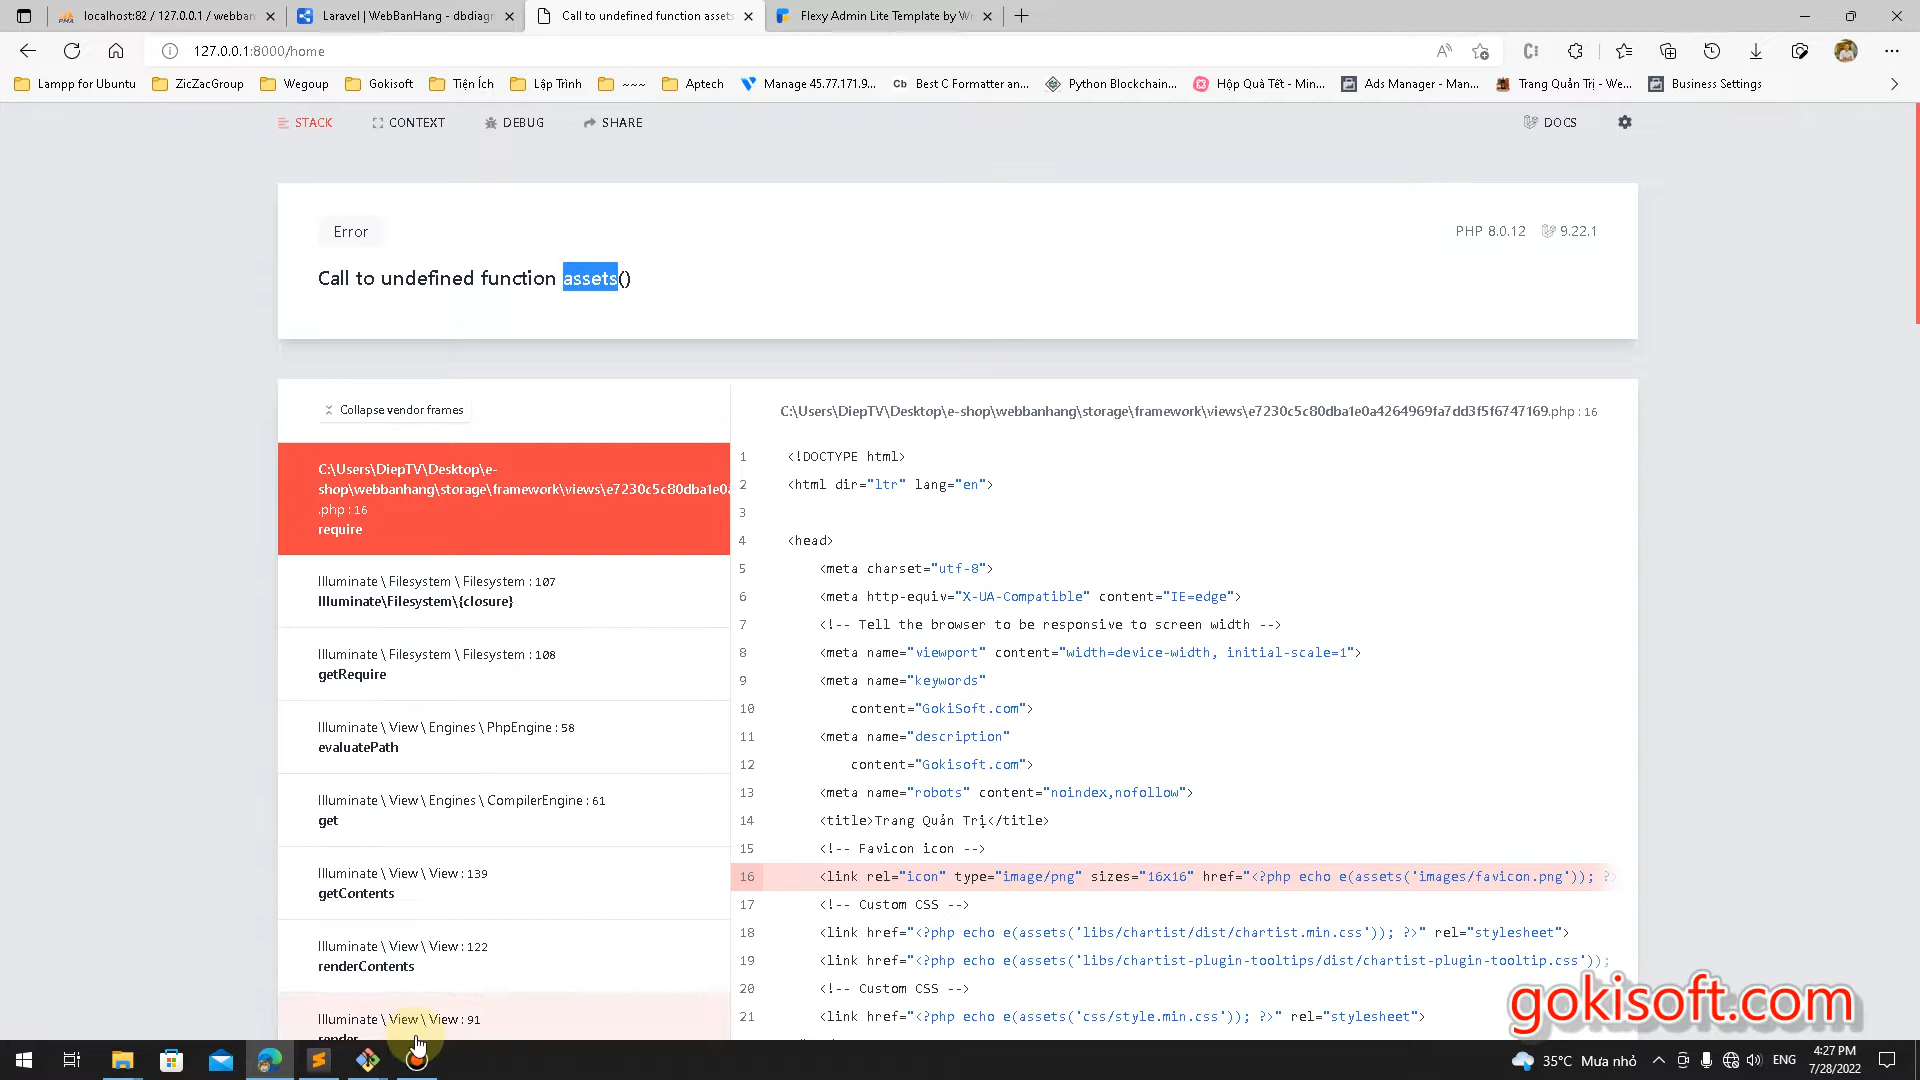 localhost:82 / 127.0.0.1 / webban
Laravel | WebBanHang - dbdiagr
Call to undefined function assets
Flexy Admin Lite Template by W
127.0.0.1:8000/home
Lampp for Ubuntu
ZicZacGroup
Wegoup
Gokisoft
Tiện Ích
Lập Trình
~~~
Aptech
Manage 45.77.171.9...
Cb Best C Formatter an...
Python Blockchain...
Hộp Quà Tết - Min...
Ads Manager - Man...
Trang Quản Trị - We...
Business Settings
STACK
CONTEXT
DEBUG
SHARE
DOCS
Error
PHP 8.0.12
9.22.1
Call to undefined function assets()
Collapse vendor frames
C:\Users\DiepTV\Desktop\e-
shop\webbanhang\storage\framework\views\e7230c5c80dba1e0a
.php : 16
require
Illuminate \ Filesystem \ Filesystem : 107
Illuminate\Filesystem\{closure}
Illuminate \ Filesystem \ Filesystem : 108
getRequire
Illuminate \ View \ Engines \ PhpEngine : 58
evaluatePath
Illuminate \ View \ Engines \ CompilerEngine : 61
get
Illuminate \ View \ View : 139
getContents
Illuminate \ View \ View : 122
renderContents
Illuminate \ View \ View : 91
render
C:\Users\DiepTV\Desktop\e-shop\webbanhang\storage\framework\views\e7230c5c80dba1e0a4264969fa7dd3f5f6747169.php : 16
1 <!DOCTYPE html>
2 <html dir="ltr" lang="en">
3
4 <head>
5 <meta charset="utf-8">
6 <meta http-equiv="X-UA-Compatible" content="IE=edge">
7 <!-- Tell the browser to be responsive to screen width -->
8 <meta name="viewport" content="width=device-width, initial-scale=1">
9 <meta name="keywords"
10 content="GokiSoft.com">
11 <meta name="description"
12 content="Gokisoft.com">
13 <meta name="robots" content="noindex,nofollow">
14 <title>Trang Quản Trị</title>
15 <!-- Favicon icon -->
16 <link rel="icon" type="image/png" sizes="16x16" href="<?php echo e(assets('images/favicon.png')); ?>
17 <!-- Custom CSS -->
18 <link href="<?php echo e(assets('libs/chartist/dist/chartist.min.css')); ?>" rel="stylesheet">
19 <link href="<?php echo e(assets('libs/chartist-plugin-tooltips/dist/chartist-plugin-tooltip.css'));
20 <!-- Custom CSS -->
21 <link href="<?php echo e(assets('css/style.min.css')); ?>" rel="stylesheet">
gokisoft.com
35°C Mưa nhỏ
ENG
4:27 PM
7/28/2022